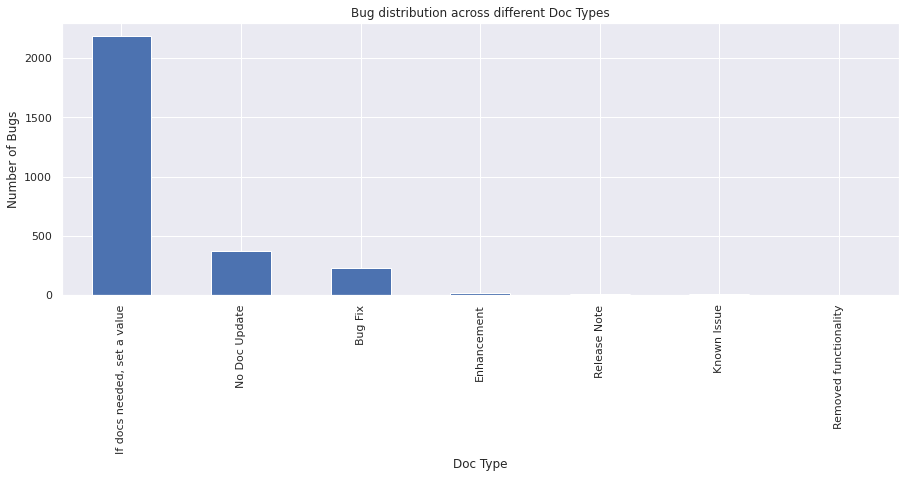 Bug distribution across different Doc Types
Number of Bugs
2000
1500
1000
500
0
If docs needed, set a value
No Doc Update
Bug Fix
Enhancement
Release Note
Known Issue
Removed functionality
Doc Type